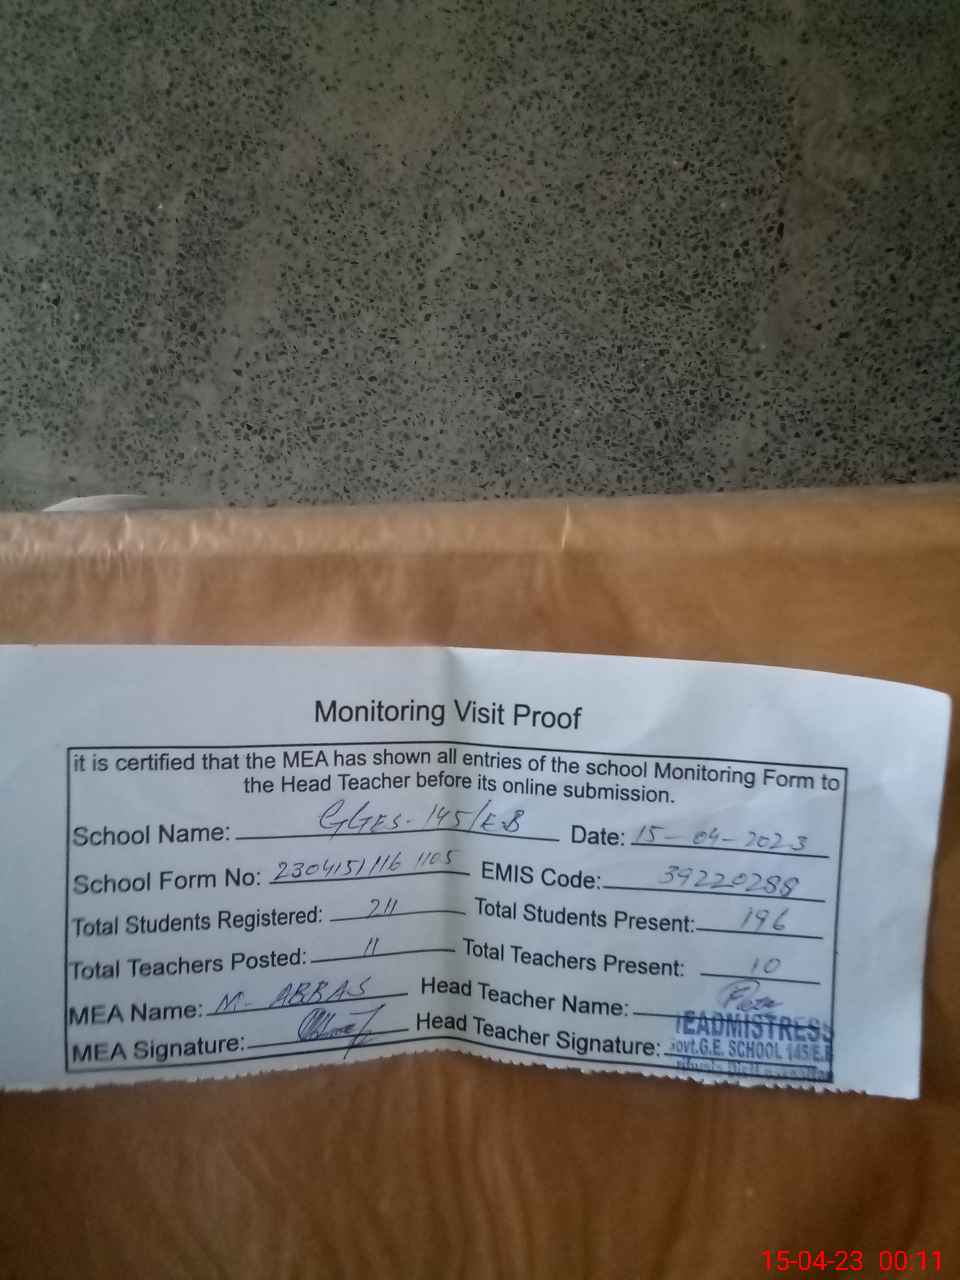 Monitoring Visit Proof
it is certified that the MEA has shown all entries of the school Monitoring Form to
the Head Teacher before its online submission.
School Name: GGES-145/EB Date: 15-04-2023
School Form No: 2304151116 1105 EMIS Code: 39220288
Total Students Registered: 211 Total Students Present: 196
Total Teachers Posted: 11 Total Teachers Present: 10
MEA Name: M- ABBAS Head Teacher Name:
MEA Signature: Head Teacher Signature:
EADMISTRESS
ovt.G.E. SCHOOL 145/E.B
15-04-23 00:11